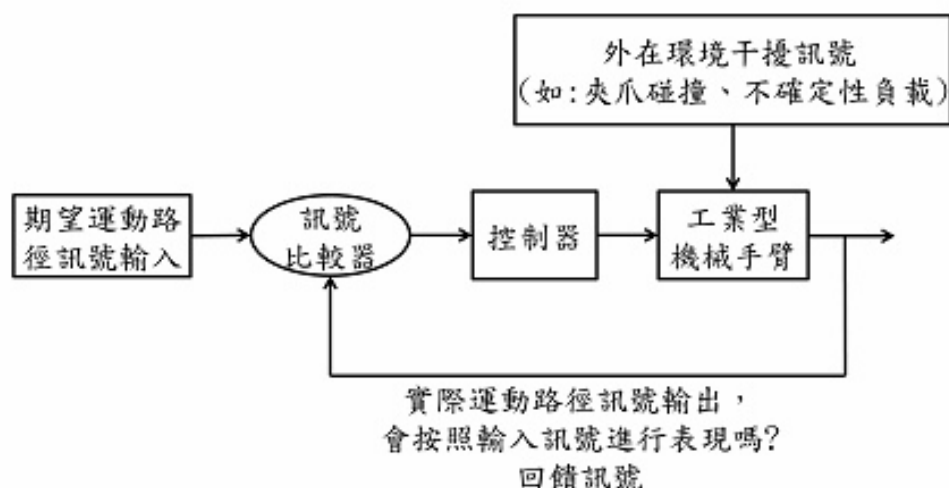 外在環境干擾訊號
(如:夾爪碰撞、不確定性負載)
期望運動路
徑訊號輸入
訊號
比較器
控制器
工業型
機械手臂
實際運動路徑訊號輸出，
會按照輸入訊號進行表現嗎?
回饋訊號